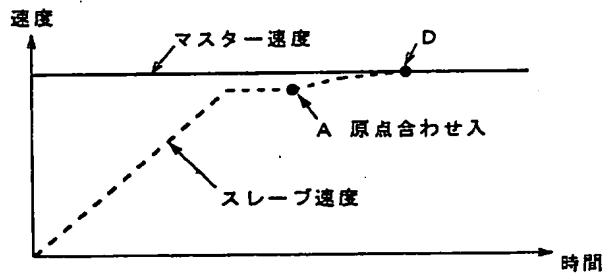 速度
マスター速度
D
A 原点合わせ入
スレーブ速度
時間